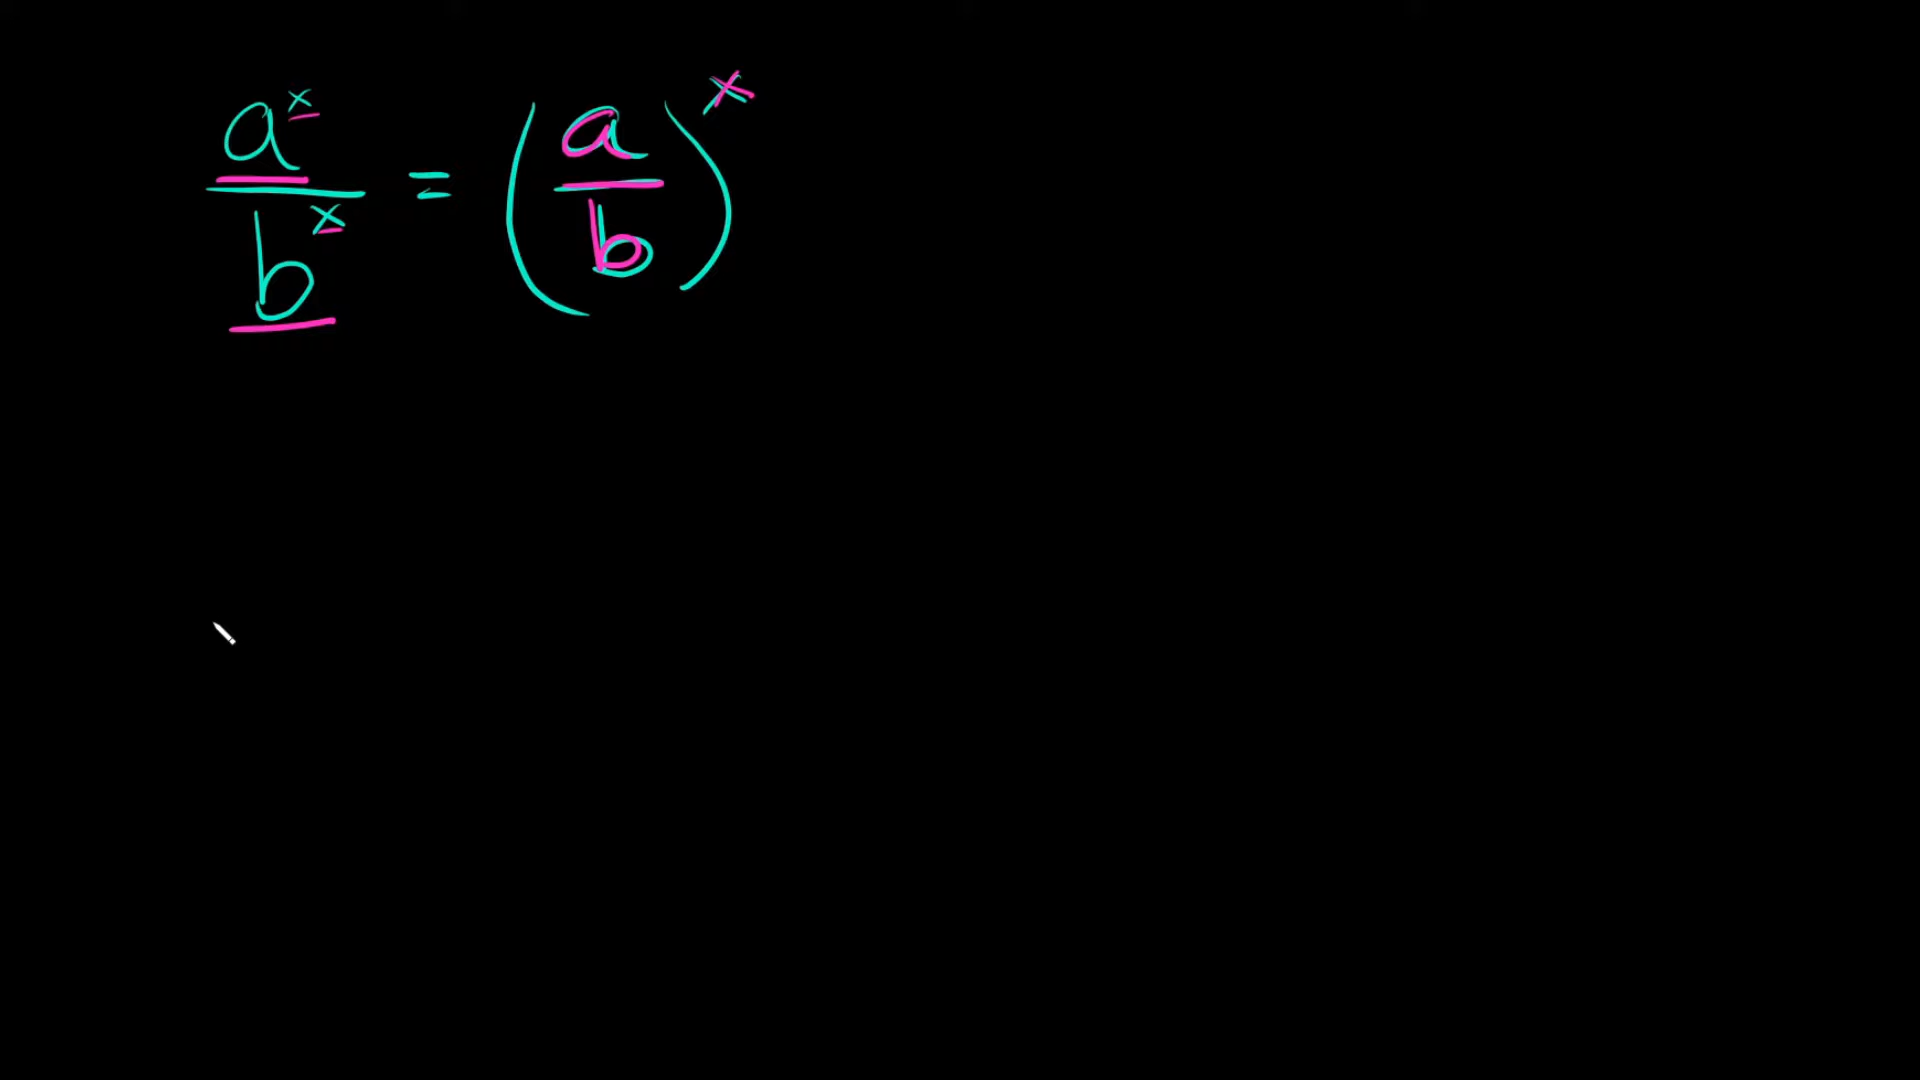 a^x / b^x = (a / b)^x